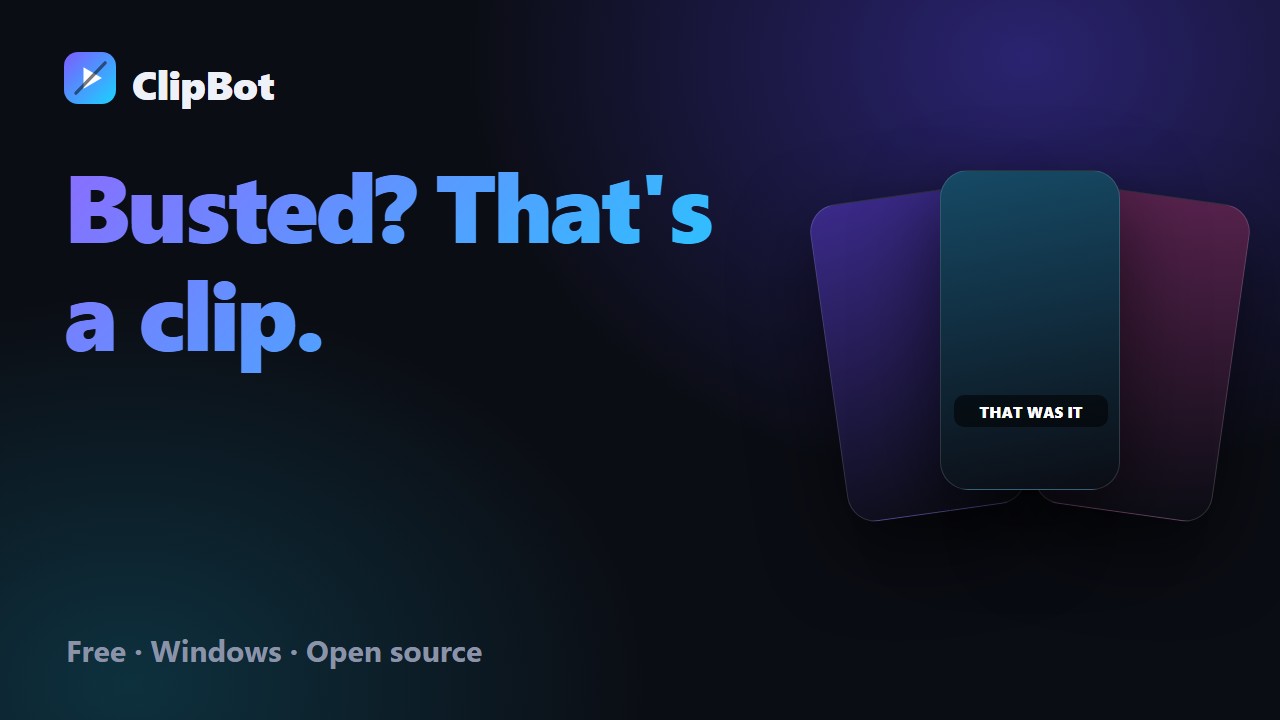 ClipBot
Busted? That's
a clip.
THAT WAS IT
Free · Windows · Open source